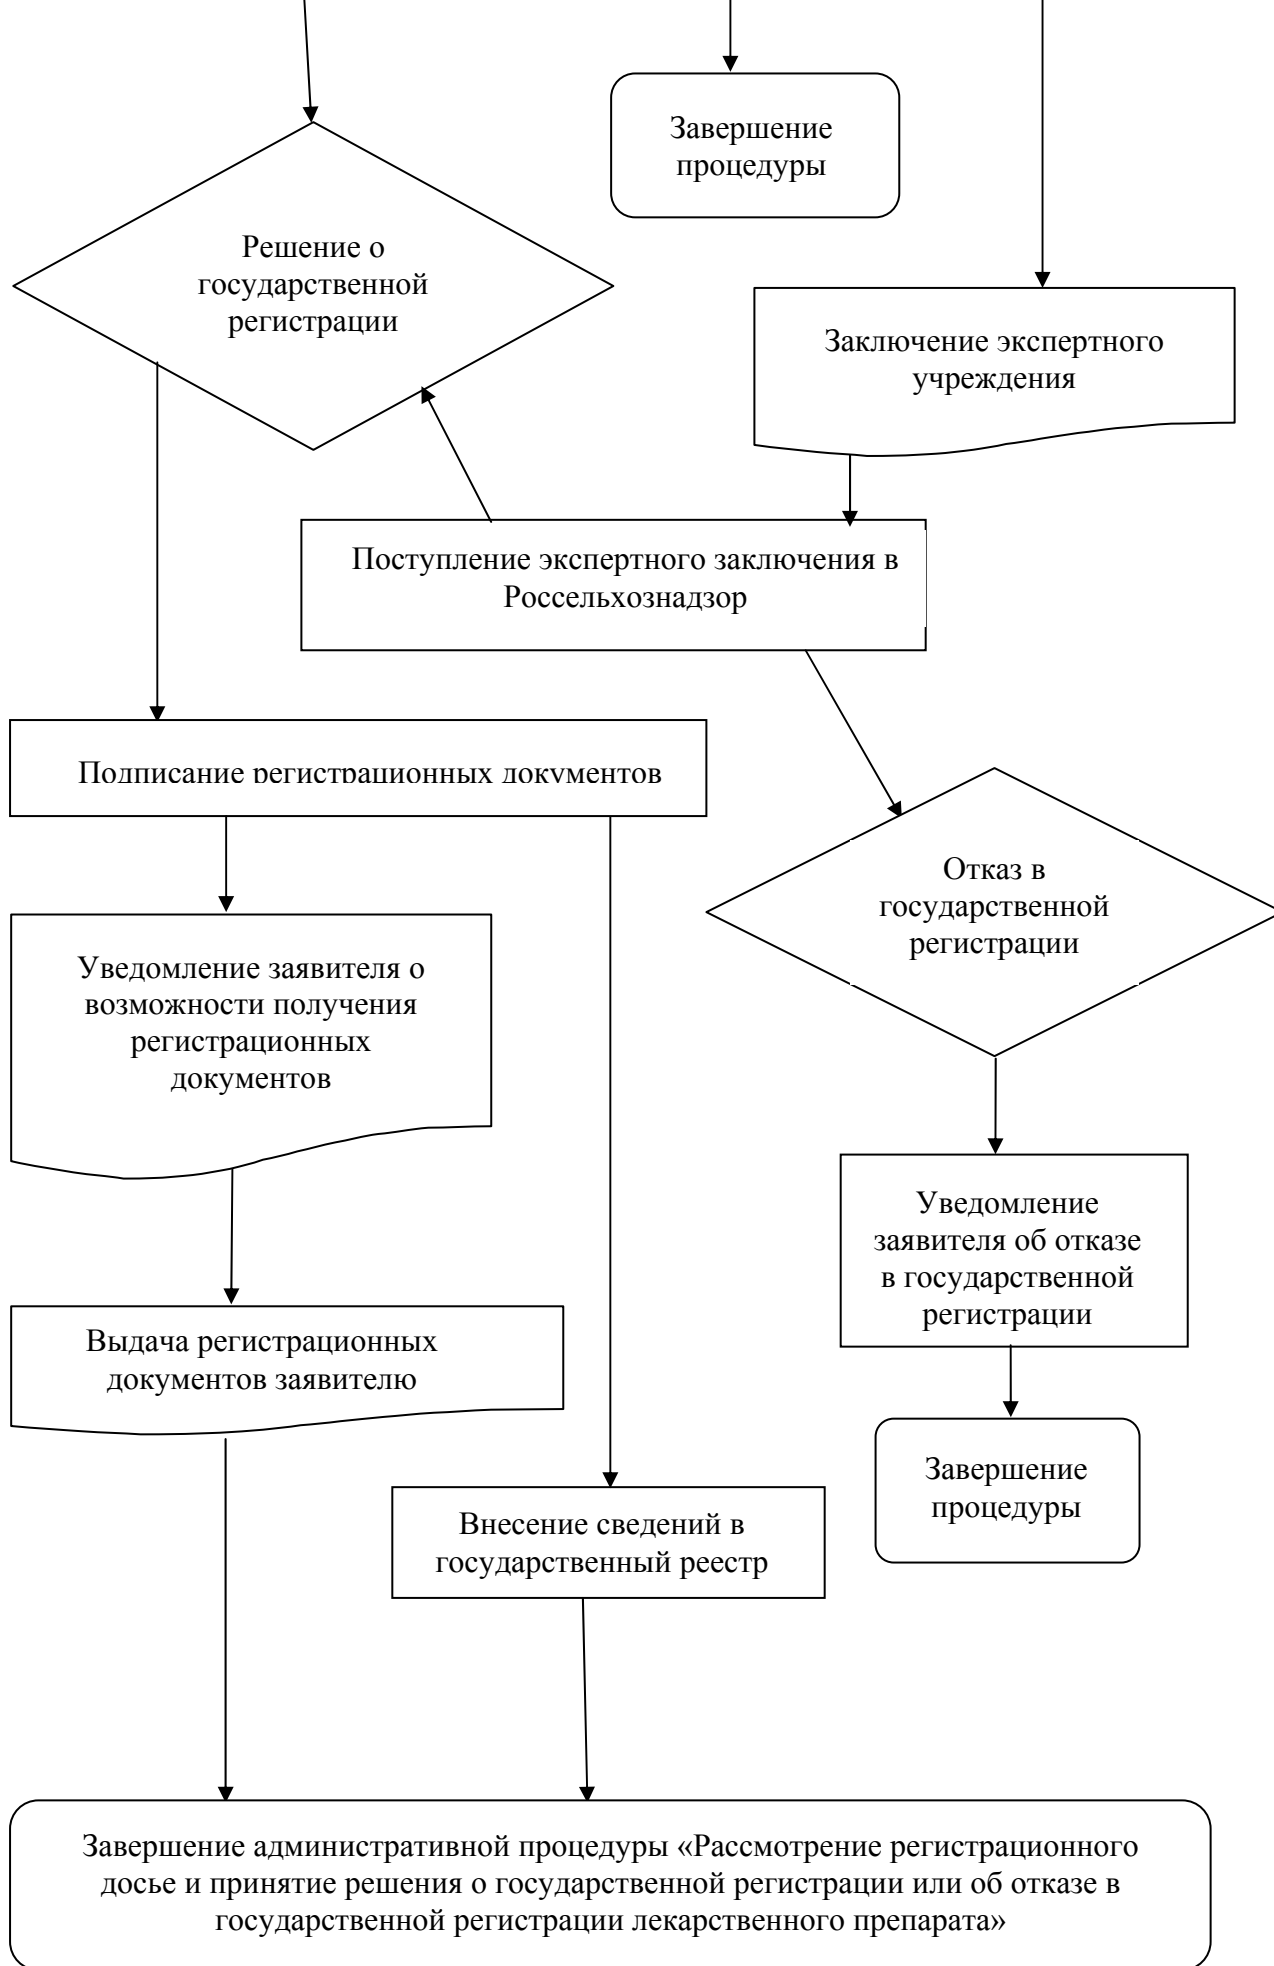 Завершение
процедуры
Решение о
государственной
регистрации
Заключение экспертного
учреждения
Поступление экспертного заключения в
Россельхознадзор
Подписание регистрационных документов
Отказ в
государственной
регистрации
Уведомление заявителя о
возможности получения
регистрационных
документов
Уведомление
заявителя об отказе
в государственной
регистрации
Выдача регистрационных
документов заявителю
Завершение
процедуры
Внесение сведений в
государственный реестр
Завершение административной процедуры «Рассмотрение регистрационного
досье и принятие решения о государственной регистрации или об отказе в
государственной регистрации лекарственного препарата»